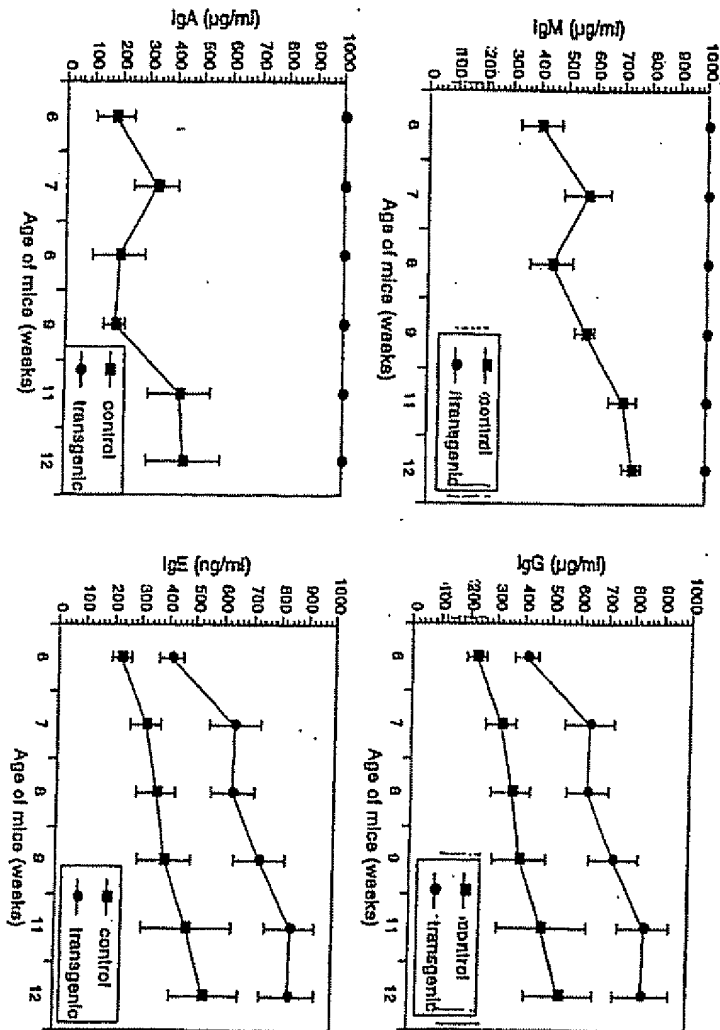 IgM (µg/ml)
1000
900
800
700
600
500
400
300
200
100
0
6 7 8 9 11 12
Age of mice (weeks)
control
transgenic
IgG (µg/ml)
1000
900
800
700
600
500
400
300
200
100
0
6 7 8 9 11 12
Age of mice (weeks)
control
transgenic
IgA (µg/ml)
1000
900
800
700
600
500
400
300
200
100
0
6 7 8 9 11 12
Age of mice (weeks)
control
transgenic
IgE (ng/ml)
1000
900
800
700
600
500
400
300
200
100
0
6 7 8 9 11 12
Age of mice (weeks)
control
transgenic